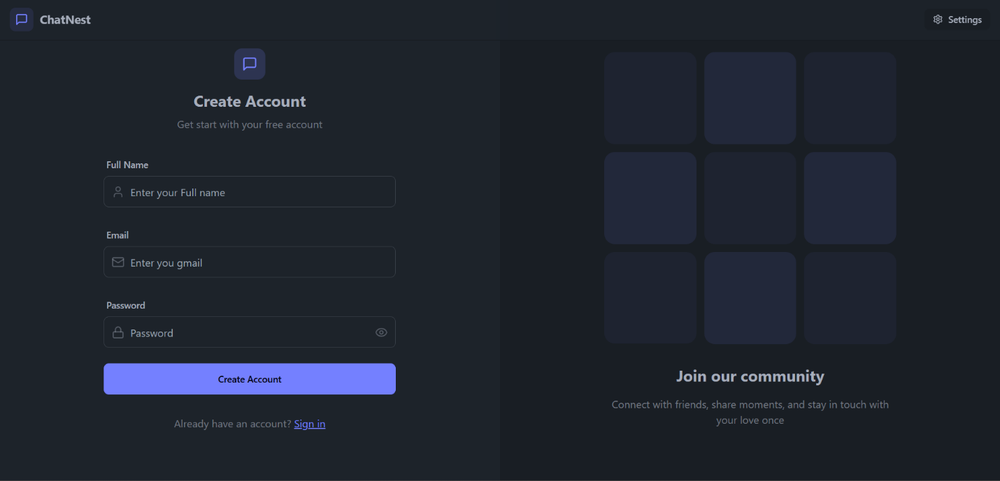 ChatNest
Settings
Create Account
Get start with your free account
Full Name
Enter your Full name
Email
Enter you gmail
Password
Password
Create Account
Already have an account? Sign in
Join our community
Connect with friends, share moments, and stay in touch with
your love once